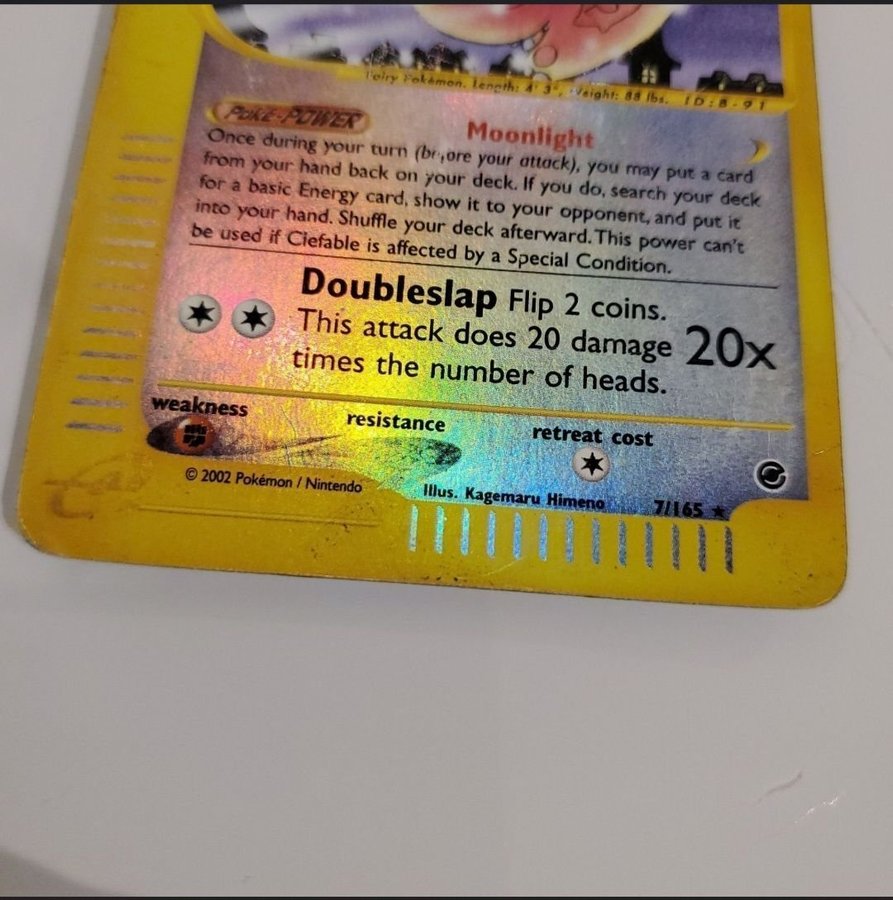 Fairy Pokémon. Length: 4' 3", Weight: 88 lbs. ID:B-91
POKÉ-POWER Moonlight
Once during your turn (before your attack), you may put a card
from your hand back on your deck. If you do, search your deck
for a basic Energy card, show it to your opponent, and put it
into your hand. Shuffle your deck afterward. This power can't
be used if Clefable is affected by a Special Condition.
Doubleslap Flip 2 coins.
This attack does 20 damage 20x
times the number of heads.
weakness resistance retreat cost
© 2002 Pokémon / Nintendo Illus. Kagemaru Himeno 7/165